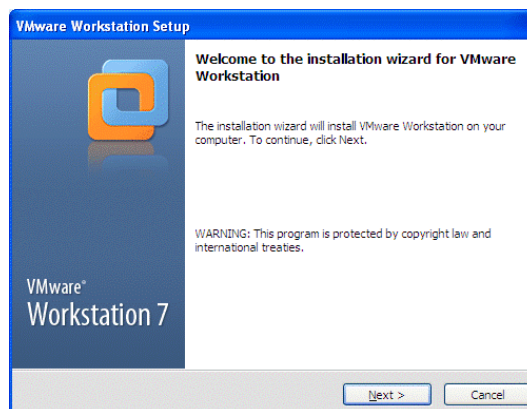 VMware Workstation Setup
Welcome to the installation wizard for VMware
Workstation
The installation wizard will install VMware Workstation on your
computer. To continue, click Next.
WARNING: This program is protected by copyright law and
international treaties.
VMware®
Workstation 7
Next >
Cancel